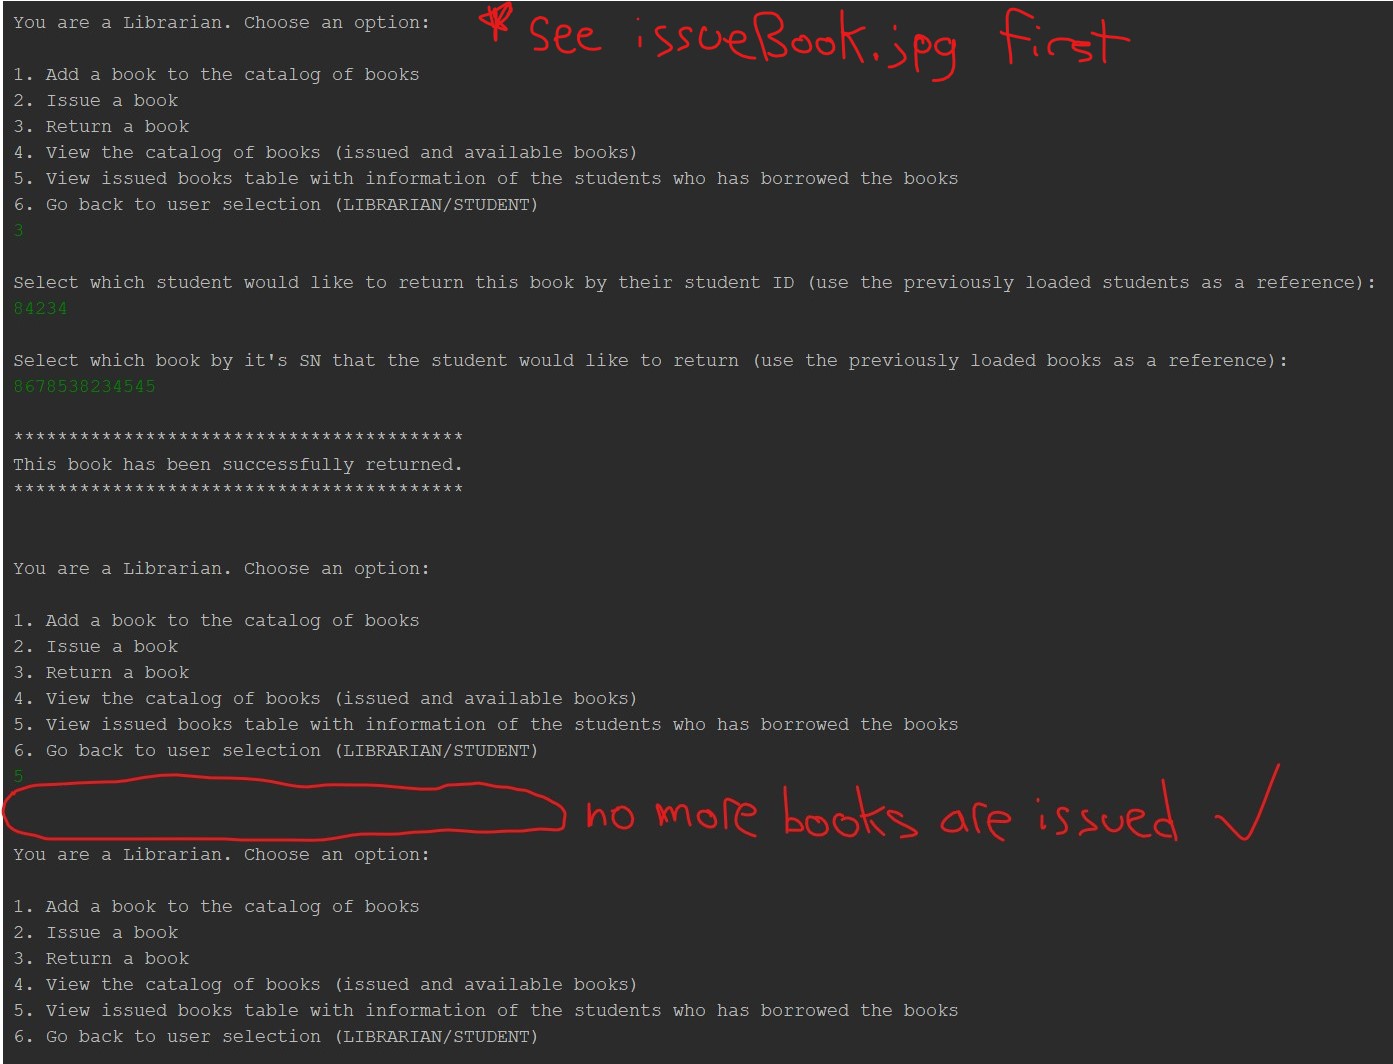 You are a Librarian. Choose an option:
* See issueBook.jpg first
1. Add a book to the catalog of books
2. Issue a book
3. Return a book
4. View the catalog of books (issued and available books)
5. View issued books table with information of the students who has borrowed the books
6. Go back to user selection (LIBRARIAN/STUDENT)
3
Select which student would like to return this book by their student ID (use the previously loaded students as a reference):
84234
Select which book by it's SN that the student would like to return (use the previously loaded books as a reference):
8678538234545
*****************************************
This book has been successfully returned.
*****************************************
You are a Librarian. Choose an option:
1. Add a book to the catalog of books
2. Issue a book
3. Return a book
4. View the catalog of books (issued and available books)
5. View issued books table with information of the students who has borrowed the books
6. Go back to user selection (LIBRARIAN/STUDENT)
5
no more books are issued ✓
You are a Librarian. Choose an option:
1. Add a book to the catalog of books
2. Issue a book
3. Return a book
4. View the catalog of books (issued and available books)
5. View issued books table with information of the students who has borrowed the books
6. Go back to user selection (LIBRARIAN/STUDENT)